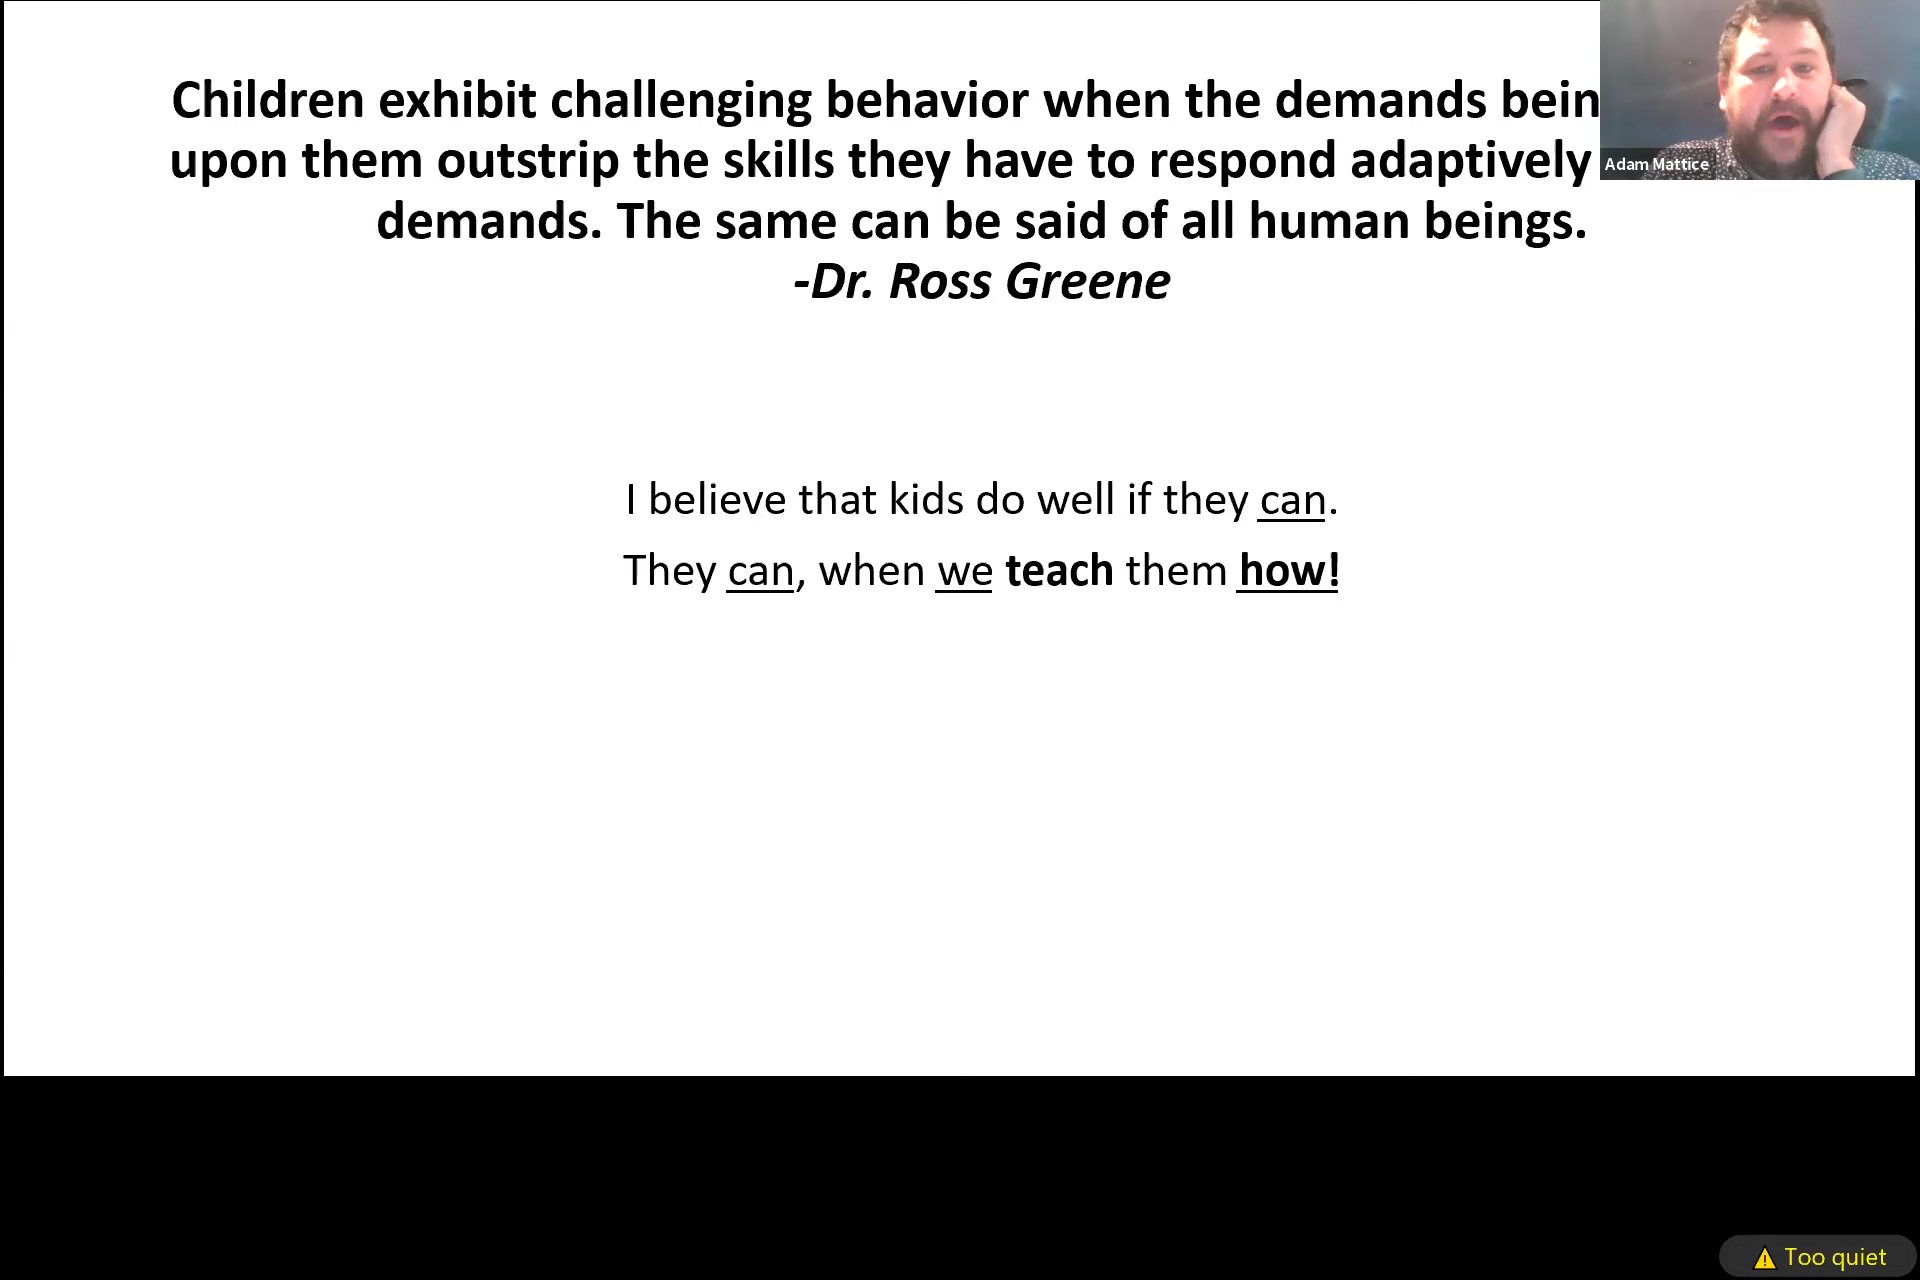 Children exhibit challenging behavior when the demands bein
upon them outstrip the skills they have to respond adaptively
demands. The same can be said of all human beings.
-Dr. Ross Greene
Adam Mattice
I believe that kids do well if they can.
They can, when we teach them how!
Too quiet